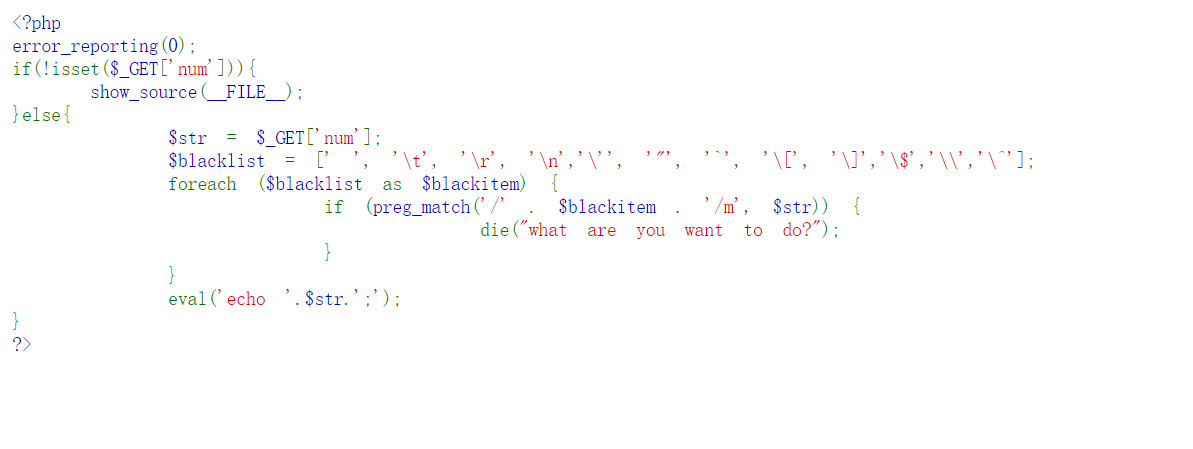 <?php
error_reporting(0);
if(!isset($_GET['num'])){
        show_source(__FILE__);
}else{
                $str = $_GET['num'];
                $blacklist = [' ', '\t', '\r', '\n','\'', '"', '`', '\[', '\]','\$','\\','\^'];
                foreach ($blacklist as $blackitem) {
                                if (preg_match('/' . $blackitem . '/m', $str)) {
                                                die("what are you want to do?");
                                }
                }
                eval('echo '.$str.';');
}
?>